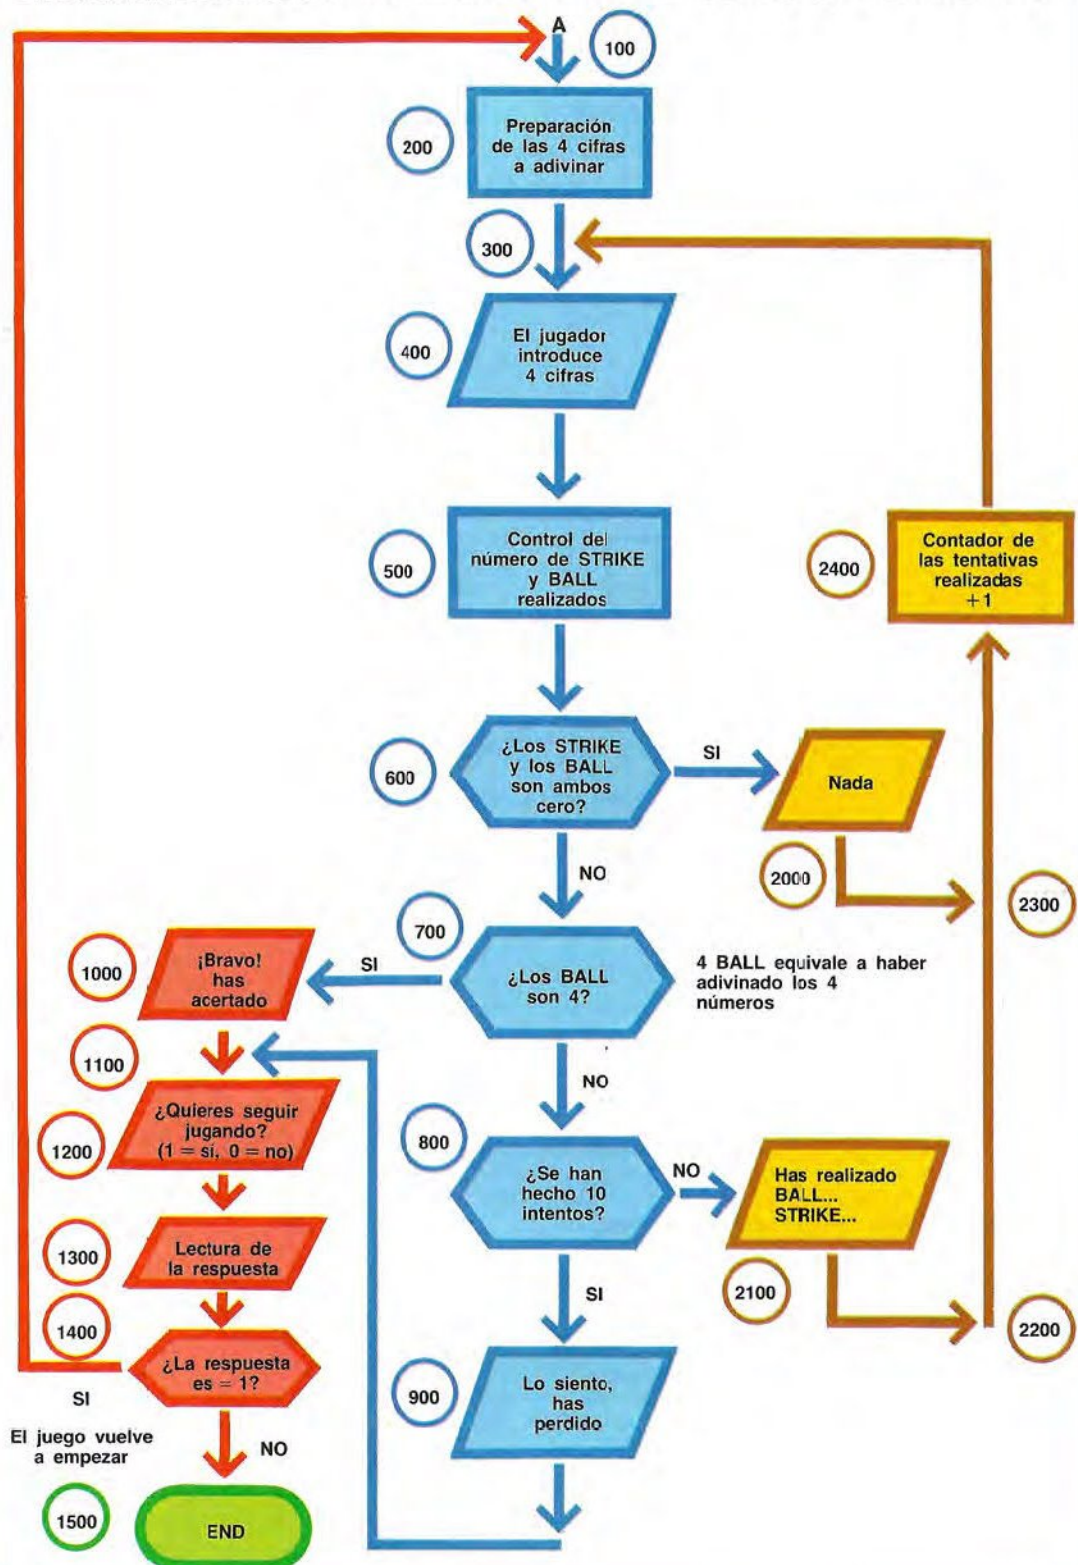 A
100
200
Preparación
de las 4 cifras
a adivinar
300
400
El jugador
introduce
4 cifras
500
Control del
número de STRIKE
y BALL
realizados
2400
Contador de
las tentativas
realizadas
+1
600
¿Los STRIKE
y los BALL
son ambos
cero?
SI
Nada
2000
2300
NO
700
¿Los BALL
son 4?
4 BALL equivale a haber
adivinado los 4
números
SI
1000
¡Bravo!
has
acertado
1100
NO
800
¿Se han
hecho 10
intentos?
NO
Has realizado
BALL...
STRIKE...
2100
2200
SI
900
Lo siento,
has
perdido
1200
¿Quieres seguir
jugando?
(1 = sí, 0 = no)
1300
Lectura de
la respuesta
1400
¿La respuesta
es = 1?
SI
El juego vuelve
a empezar
NO
1500
END